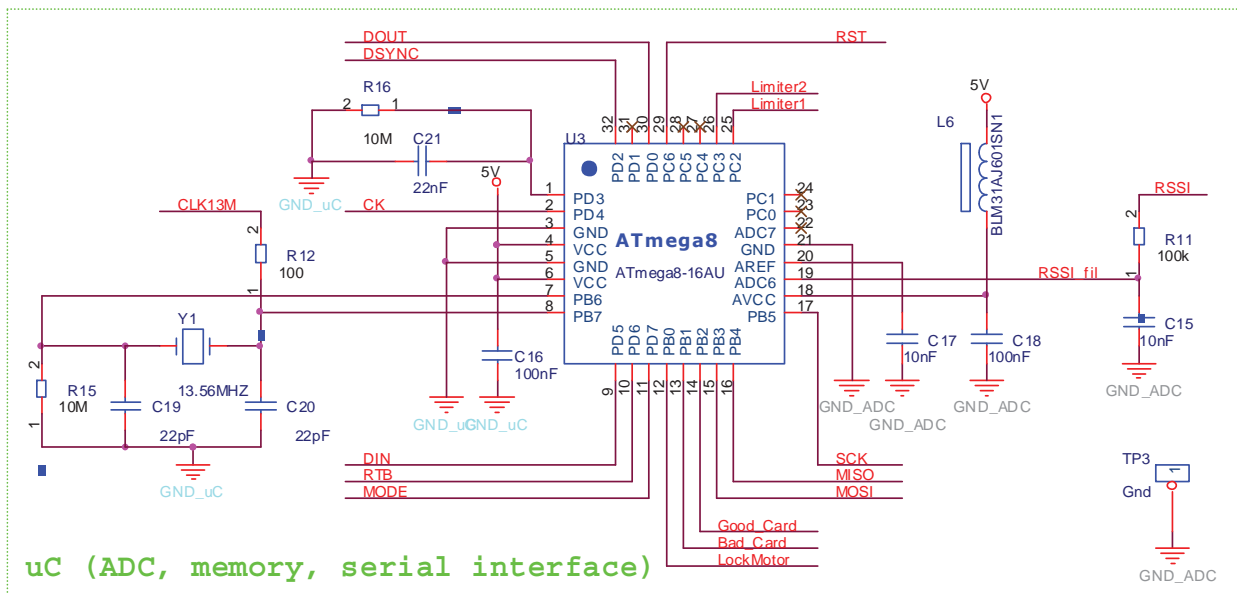 DOUT
DSYNC
RST
R16
2
1
10M
C21
22nF
GND_uC
Limiter2
Limiter1
5V
L6
BLM31AJ601SN1
U3
32
31
30
29
28
27
26
25
PD2
PD1
PD0
PC6
PC5
PC4
PC3
PC2
5V
CLK13M
CK
2
R12
100
1
1
2
3
4
5
6
7
8
PD3
PD4
GND
VCC
GND
VCC
PB6
PB7
ATmega8
ATmega8-16AU
PC1
PC0
ADC7
GND
AREF
ADC6
AVCC
PB5
24
23
22
21
20
19
18
17
RSSI
2
R11
100k
1
RSSI_fil
Y1
13.56MHZ
2
R15
10M
1
C19
22pF
C20
22pF
GND_uC
C16
100nF
GND_uC
GND_uC
PD5
PD6
PD7
PB0
PB1
PB2
PB3
PB4
9
10
11
12
13
14
15
16
C17
10nF
C18
100nF
C15
10nF
GND_ADC
GND_ADC
GND_ADC
GND_ADC
DIN
RTB
MODE
SCK
MISO
MOSI
Good_Card
Bad_Card
LockMotor
TP3
1
Gnd
GND_ADC
uC (ADC, memory, serial interface)